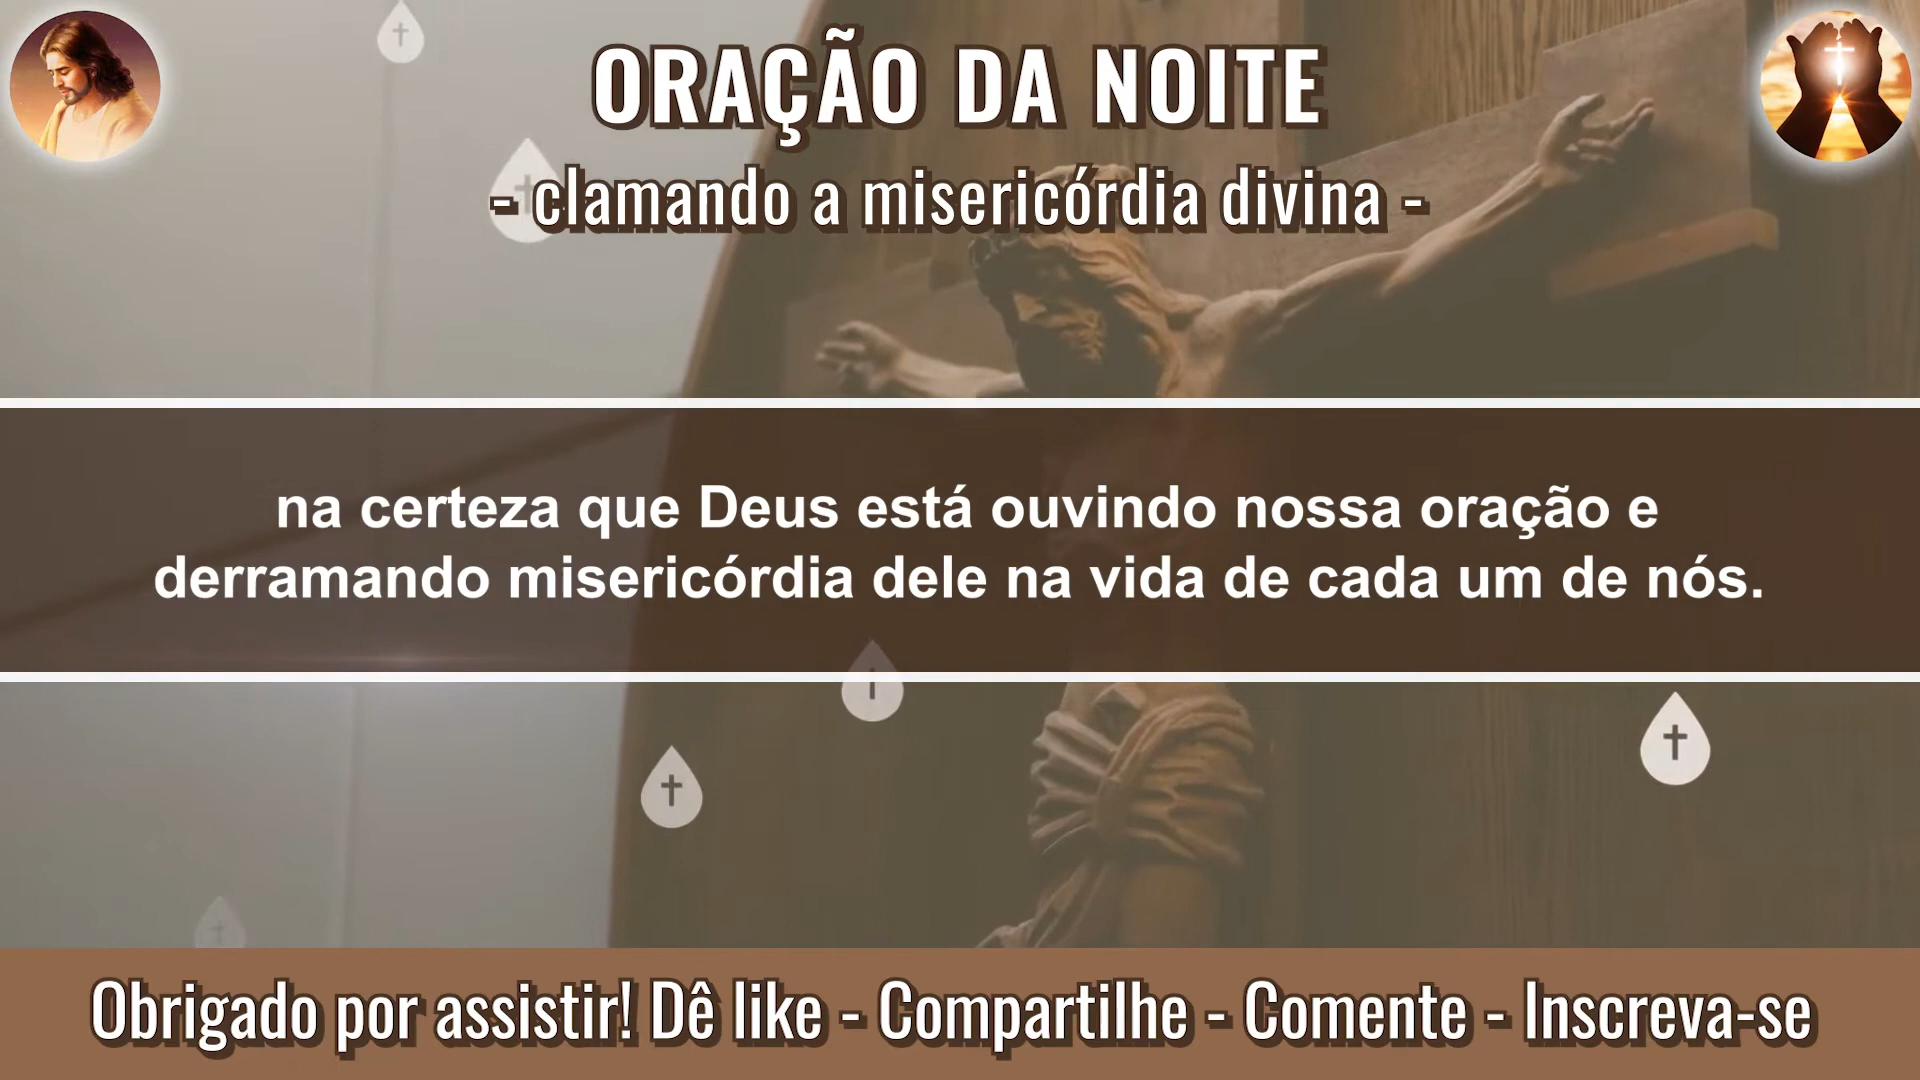 ORAÇÃO DA NOITE
- clamando a misericórdia divina -
na certeza que Deus está ouvindo nossa oração e
derramando misericórdia dele na vida de cada um de nós.
Obrigado por assistir! Dê like - Compartilhe - Comente - Inscreva-se